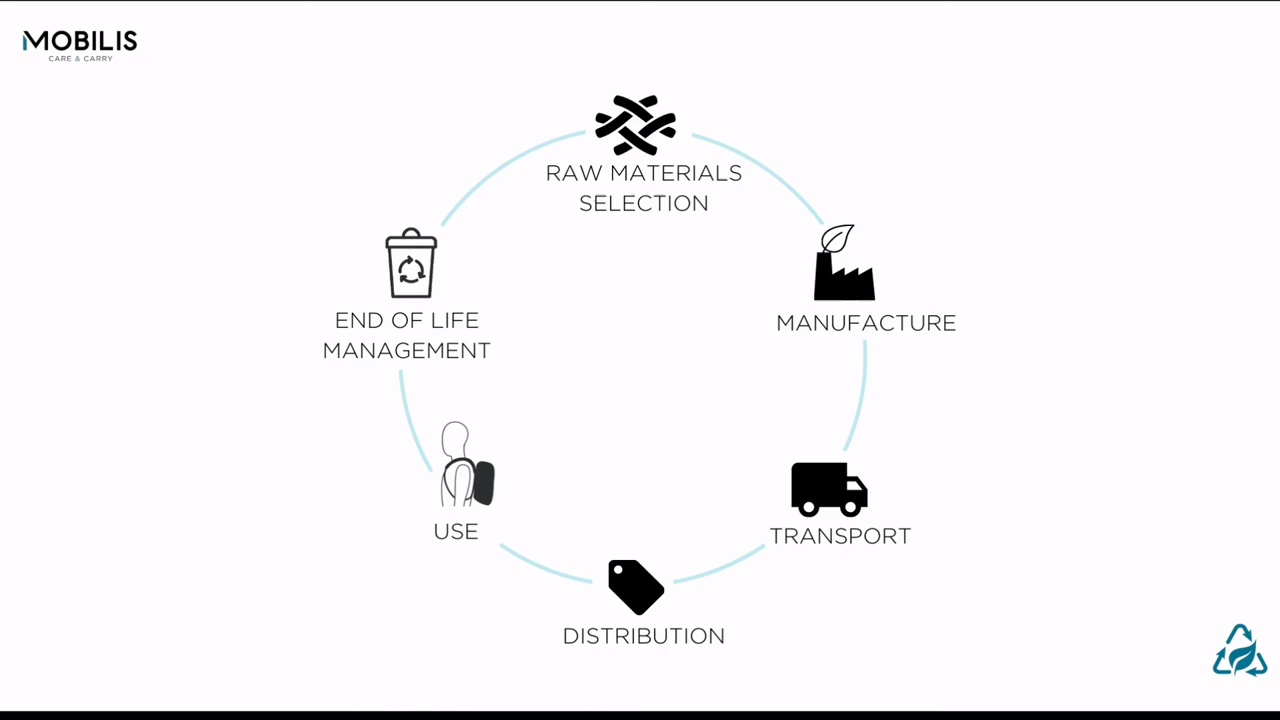 MOBILIS
CARE & CARRY
RAW MATERIALS
SELECTION
MANUFACTURE
TRANSPORT
DISTRIBUTION
USE
END OF LIFE
MANAGEMENT